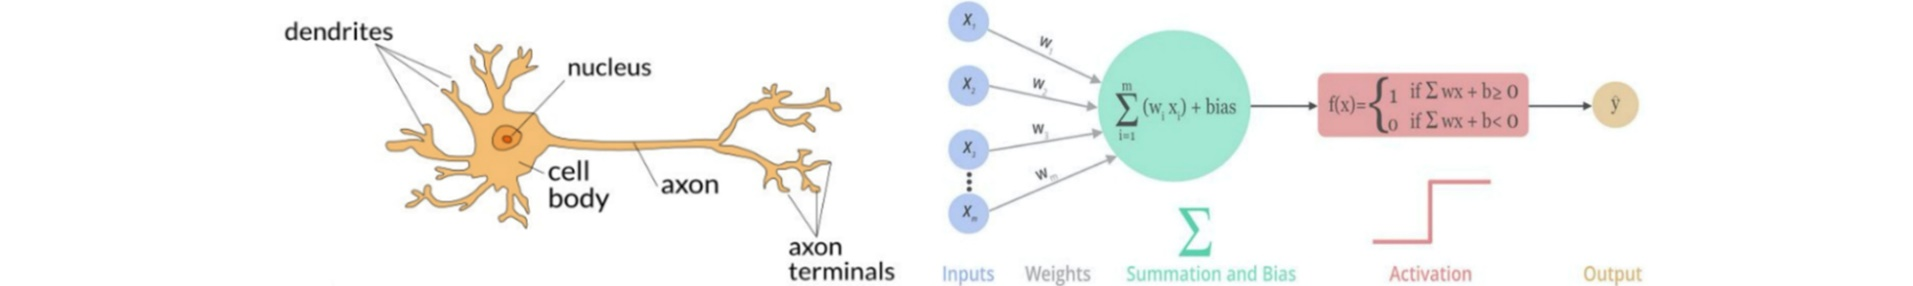 dendrites
nucleus
cell
body
axon
axon
terminals
X₁
X₂
X₃
Xₘ
W₁
W₂
W₃
Wₘ
m
∑ (wᵢ xᵢ) + bias
i=1
f(x)= { 1 if ∑ wx + b ≥ 0
0 if ∑ wx + b < 0
ŷ
∑
Inputs Weights Summation and Bias Activation Output